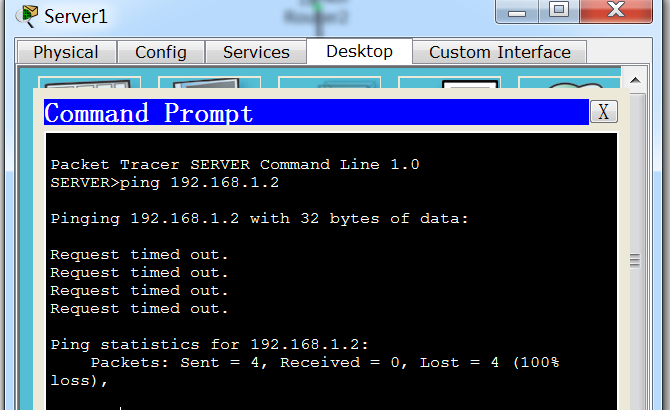 Server1
Router2
Physical Config Services Desktop Custom Interface
Command Prompt X
Packet Tracer SERVER Command Line 1.0
SERVER>ping 192.168.1.2
Pinging 192.168.1.2 with 32 bytes of data:
Request timed out.
Request timed out.
Request timed out.
Request timed out.
Ping statistics for 192.168.1.2:
Packets: Sent = 4, Received = 0, Lost = 4 (100%
loss),